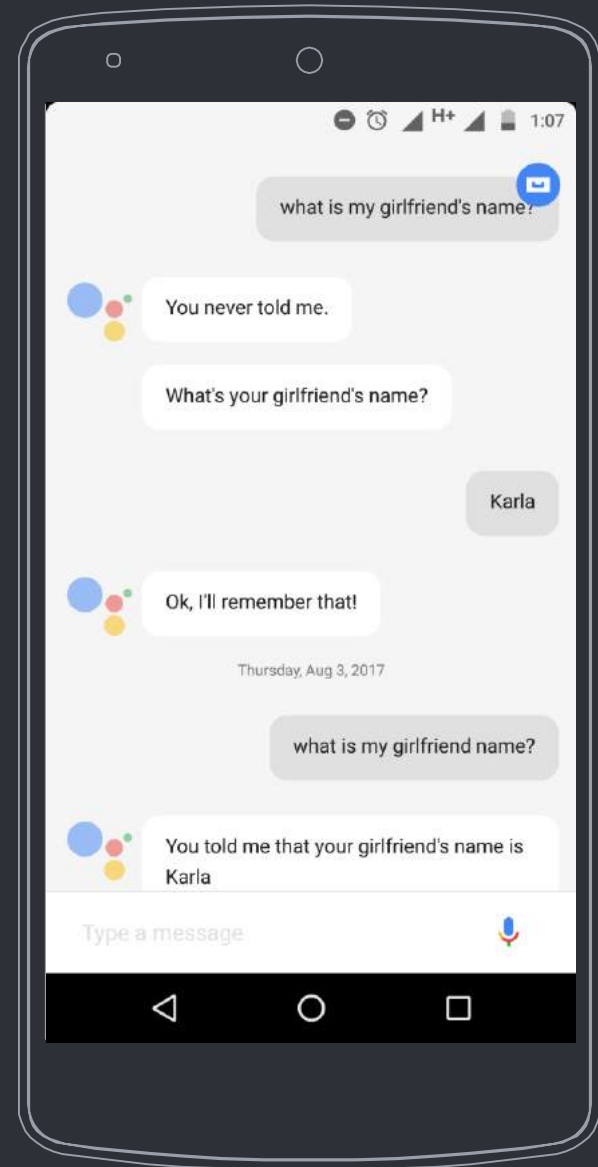 H+ 1:07
what is my girlfriend's name?
You never told me.
What's your girlfriend's name?
Karla
Ok, I'll remember that!
Thursday, Aug 3, 2017
what is my girlfriend name?
You told me that your girlfriend's name is
Karla
Type a message